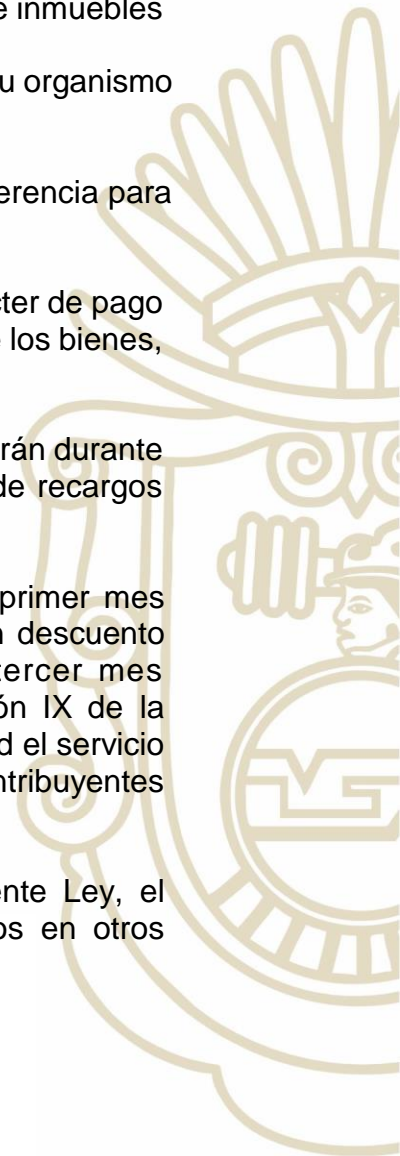 e inmuebles
u organismo
erencia para
cter de pago
e los bienes,
rán durante
de recargos
primer mes
n descuento
tercer mes
ón IX de la
d el servicio
ntribuyentes
ente Ley, el
os en otros